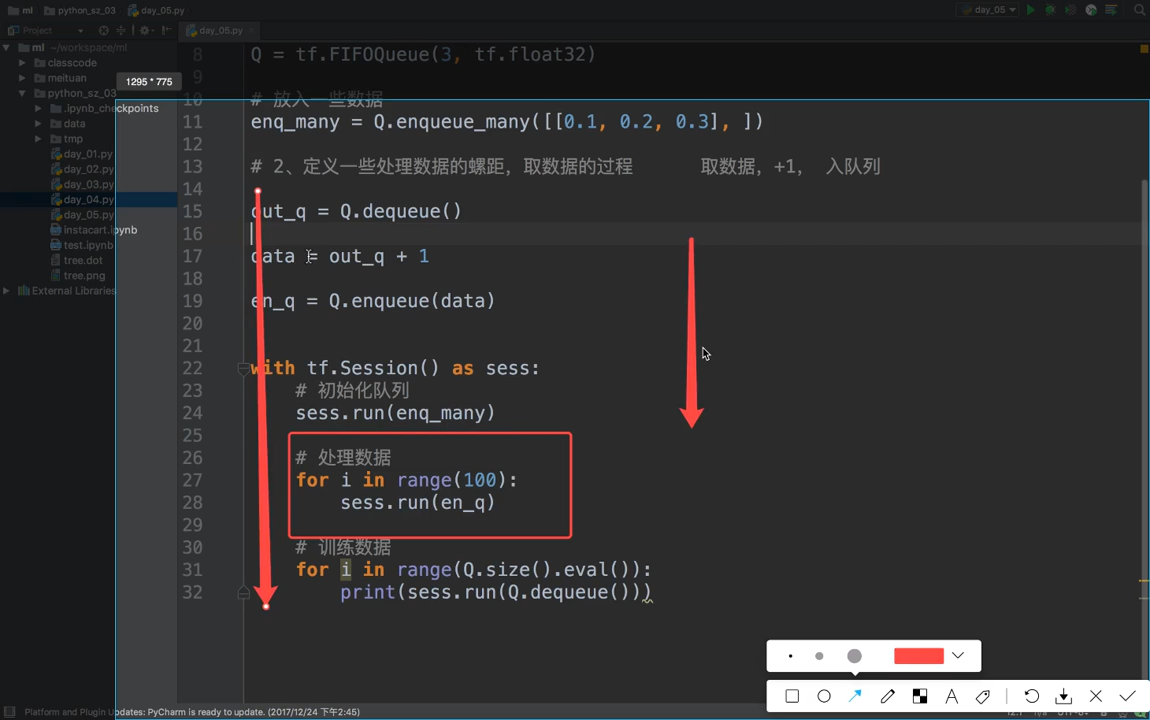 ml
python_sz_03
day_05.py
day_05
Project
day_05.py
ml ~/workspace/ml
classcode
meituan
python_sz_03
.ipynb_checkpoints
data
tmp
day_01.py
day_02.py
day_03.py
day_04.py
day_05.py
instacart.ipynb
test.ipynb
tree.dot
tree.png
External Libraries
1295 * 775
8 Q = tf.FIFOQueue(3, tf.float32)
9
10 # 放入一些数据
11 enq_many = Q.enqueue_many([[0.1, 0.2, 0.3], ])
12
13 # 2、定义一些处理数据的螺距，取数据的过程 取数据，+1， 入队列
14
15 out_q = Q.dequeue()
16
17 data = out_q + 1
18
19 en_q = Q.enqueue(data)
20
21
22 with tf.Session() as sess:
23 # 初始化队列
24 sess.run(enq_many)
25
26 # 处理数据
27 for i in range(100):
28 sess.run(en_q)
29
30 # 训练数据
31 for i in range(Q.size().eval()):
32 print(sess.run(Q.dequeue()))
Platform and Plugin Updates: PyCharm is ready to update. (2017/12/24 下午2:45)